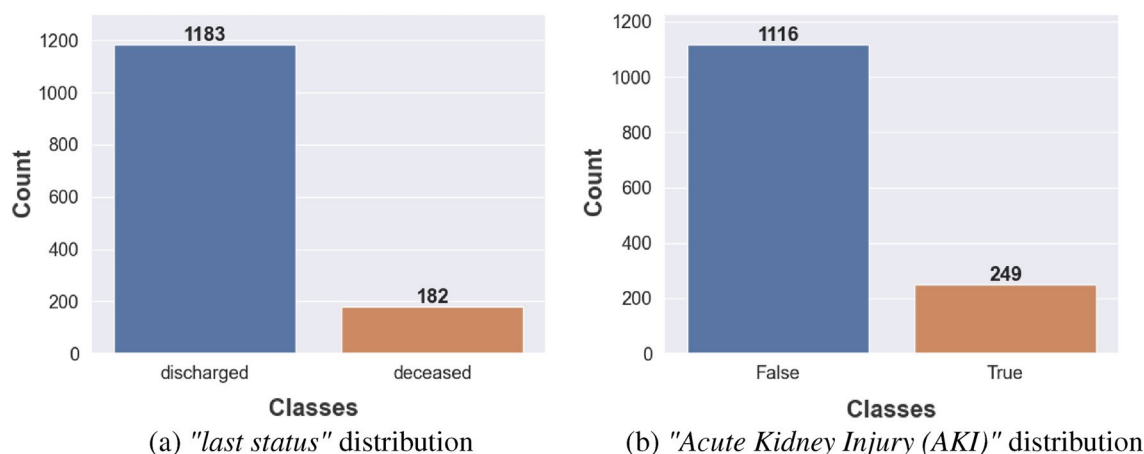 1183
1200
1000
800
600
400
200
0
Count
182
discharged
deceased
Classes
(a) "last status" distribution
1200
1116
1000
800
600
400
200
0
Count
249
False
True
Classes
(b) "Acute Kidney Injury (AKI)" distribution